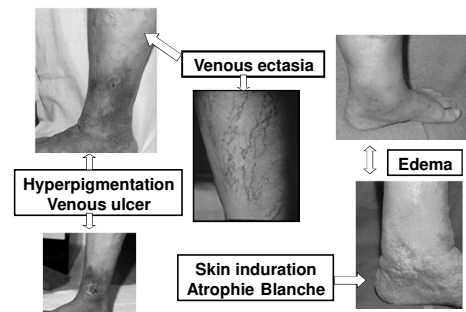 Venous ectasia
Edema
Hyperpigmentation
Venous ulcer
Skin induration
Atrophie Blanche